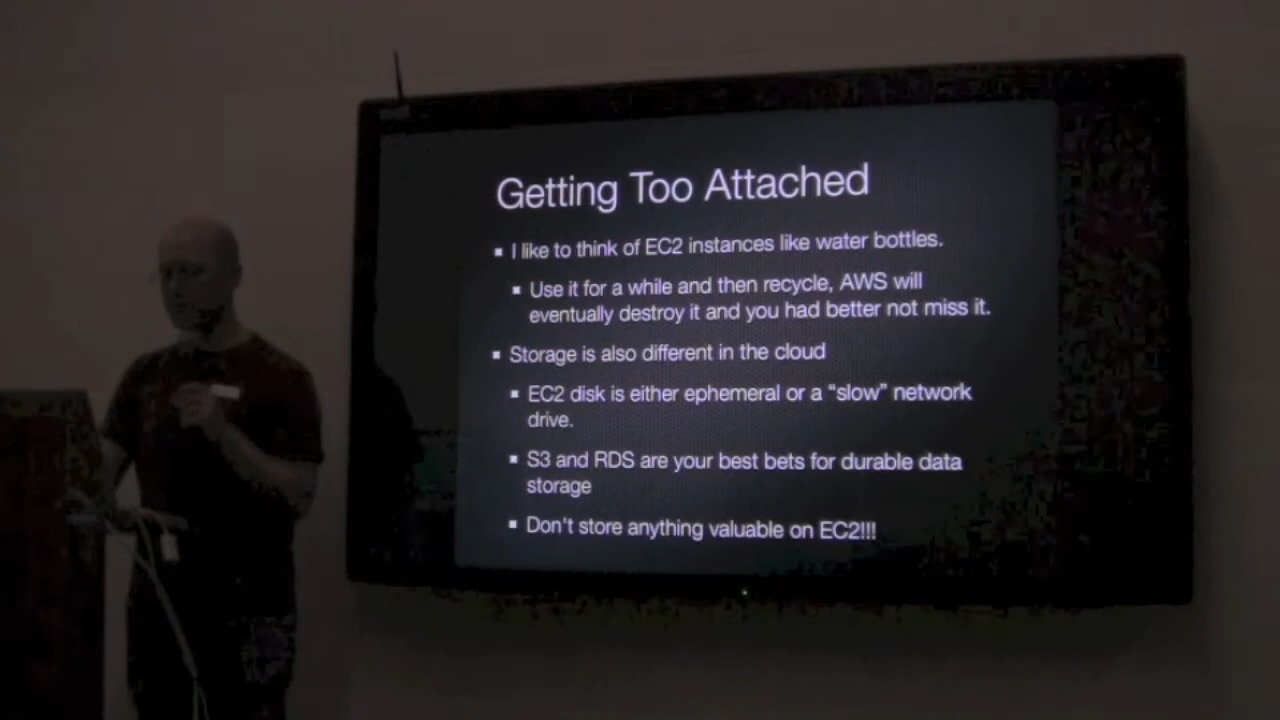 Getting Too Attached
▪ I like to think of EC2 instances like water bottles.
▪ Use it for a while and then recycle, AWS will
eventually destroy it and you had better not miss it.
▪ Storage is also different in the cloud
▪ EC2 disk is either ephemeral or a “slow” network
drive.
▪ S3 and RDS are your best bets for durable data
storage
▪ Don't store anything valuable on EC2!!!